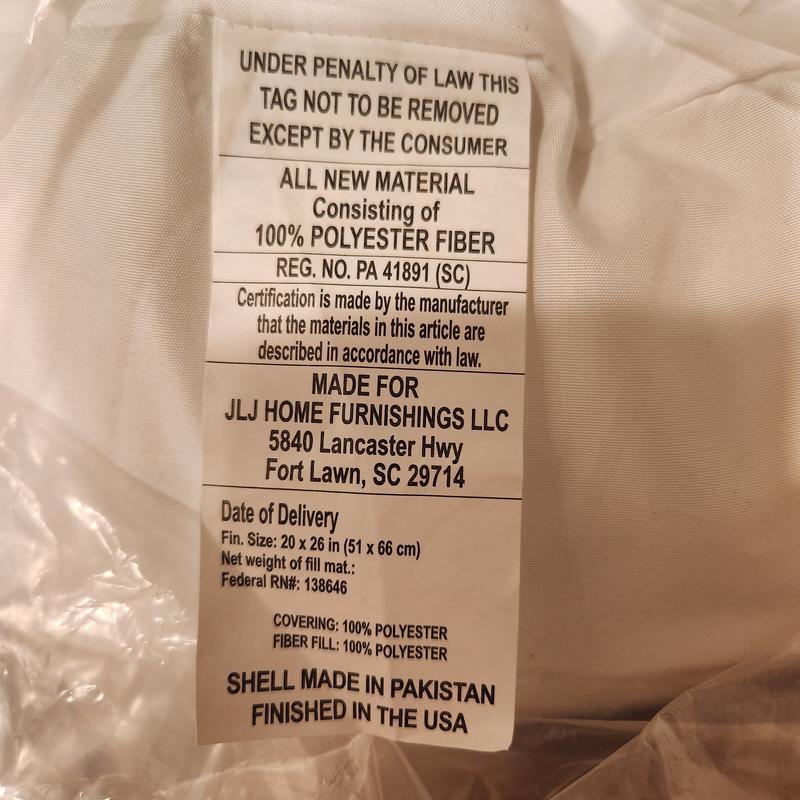 UNDER PENALTY OF LAW THIS
TAG NOT TO BE REMOVED
EXCEPT BY THE CONSUMER
ALL NEW MATERIAL
Consisting of
100% POLYESTER FIBER
REG. NO. PA 41891 (SC)
Certification is made by the manufacturer
that the materials in this article are
described in accordance with law.
MADE FOR
JLJ HOME FURNISHINGS LLC
5840 Lancaster Hwy
Fort Lawn, SC 29714
Date of Delivery
Fin. Size: 20 x 26 in (51 x 66 cm)
Net weight of fill mat.:
Federal RN#: 138646
COVERING: 100% POLYESTER
FIBER FILL: 100% POLYESTER
SHELL MADE IN PAKISTAN
FINISHED IN THE USA